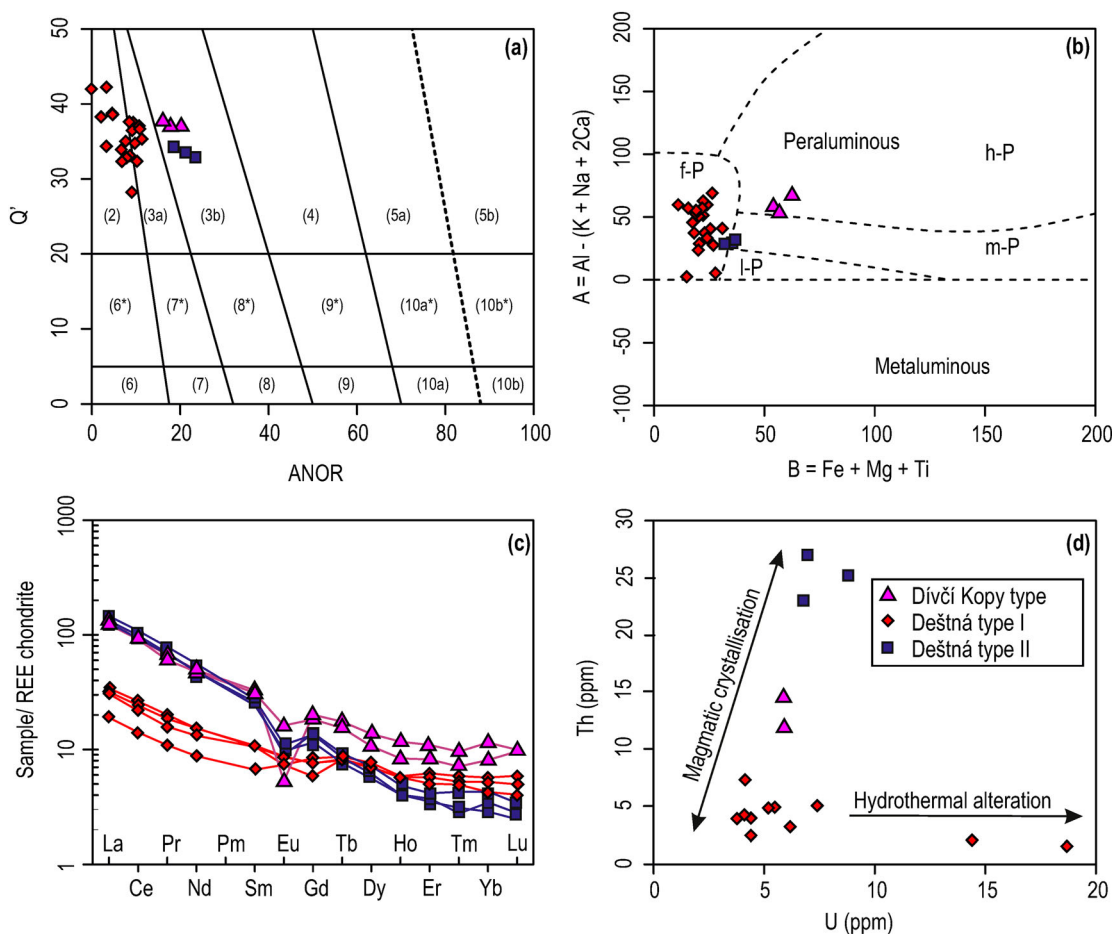 (a)
50
40
30
20
10
0
Q'
(2)
(3a)
(3b)
(4)
(5a)
(5b)
(6*)
(7*)
(8*)
(9*)
(10a*)
(10b*)
(6)
(7)
(8)
(9)
(10a)
(10b)
0 20 40 60 80 100
ANOR
(b)
200
150
100
50
0
-50
-100
A = Al - (K + Na + 2Ca)
Peraluminous
h-P
f-P
m-P
l-P
Metaluminous
0 50 100 150 200
B = Fe + Mg + Ti
(c)
1000
100
10
1
Sample/ REE chondrite
La Pr Pm Eu Tb Ho Tm Lu
Ce Nd Sm Gd Dy Er Yb
(d)
30
25
20
15
10
5
0
Th (ppm)
Magmatic crystallisation
Dívčí Kopy type
Deštná type I
Deštná type II
Hydrothermal alteration
0 5 10 15 20
U (ppm)